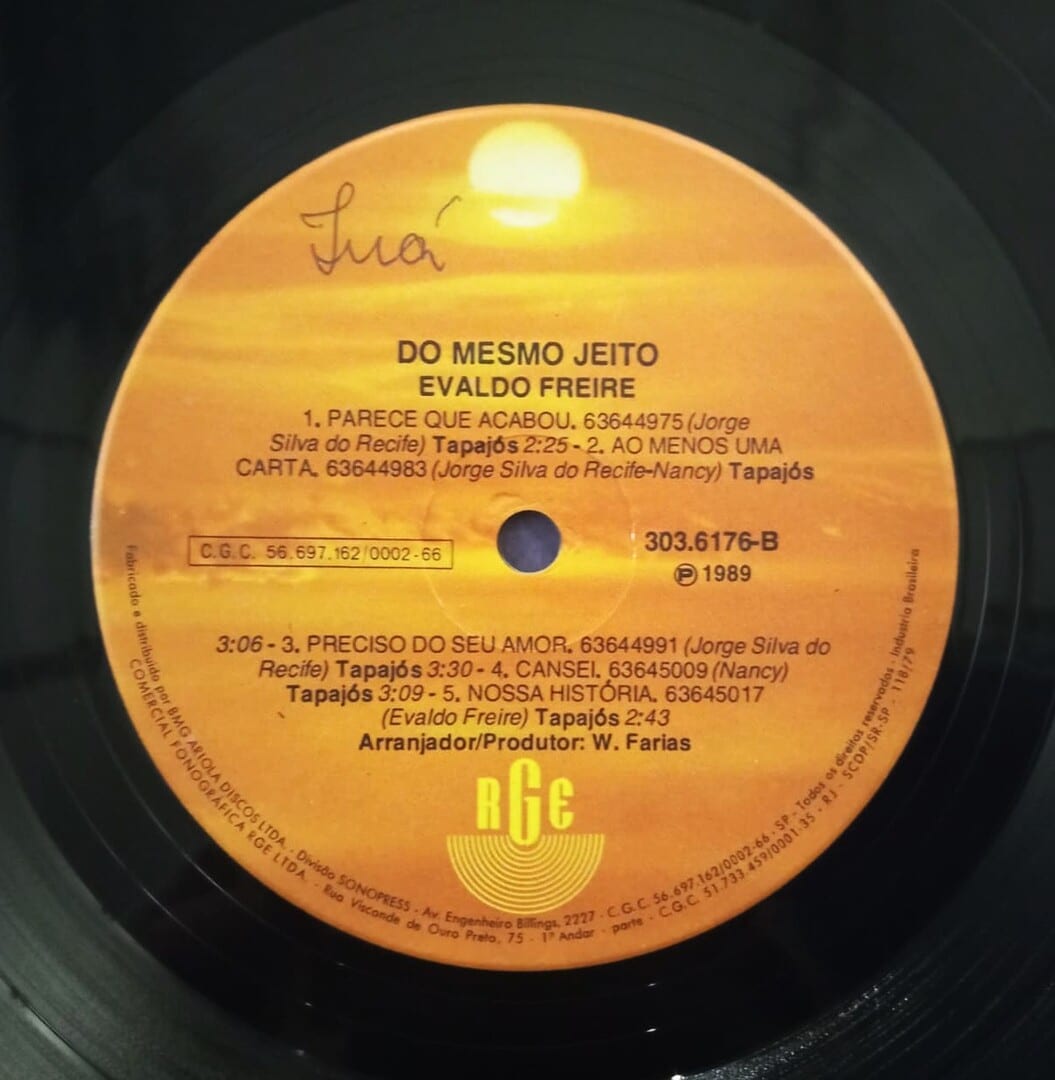 Juá
DO MESMO JEITO
EVALDO FREIRE
1. PARECE QUE ACABOU. 63644975 (Jorge
Silva do Recife) Tapajós 2:25 - 2. AO MENOS UMA
CARTA. 63644983 (Jorge Silva do Recife-Nancy) Tapajós
C.G.C. 56.697.162/0002-66
303.6176-B
Ⓟ 1989
3:06 - 3. PRECISO DO SEU AMOR. 63644991 (Jorge Silva do
Recife) Tapajós 3:30 - 4. CANSEI. 63645009 (Nancy)
Tapajós 3:09 - 5. NOSSA HISTÓRIA. 63645017
(Evaldo Freire) Tapajós 2:43
Arranjador/Produtor: W. Farias
RGE
Fabricado e distribuído por BMG ARIOLA DISCOS LTDA. - Divisão SONOPRESS - Av. Engenheiro Billings, 2227 - C.G.C. 56.697.162/0002-66 - SP - Todos os direitos reservados - Industria Brasileira
COMERCIAL FONOGRÁFICA RGE LTDA. - Rua Visconde de Ouro Preto, 75 - 1º Andar - parte - C.G.C. 51.733.459/0001-35 - RJ - SCDP/SR-SP - 118/79